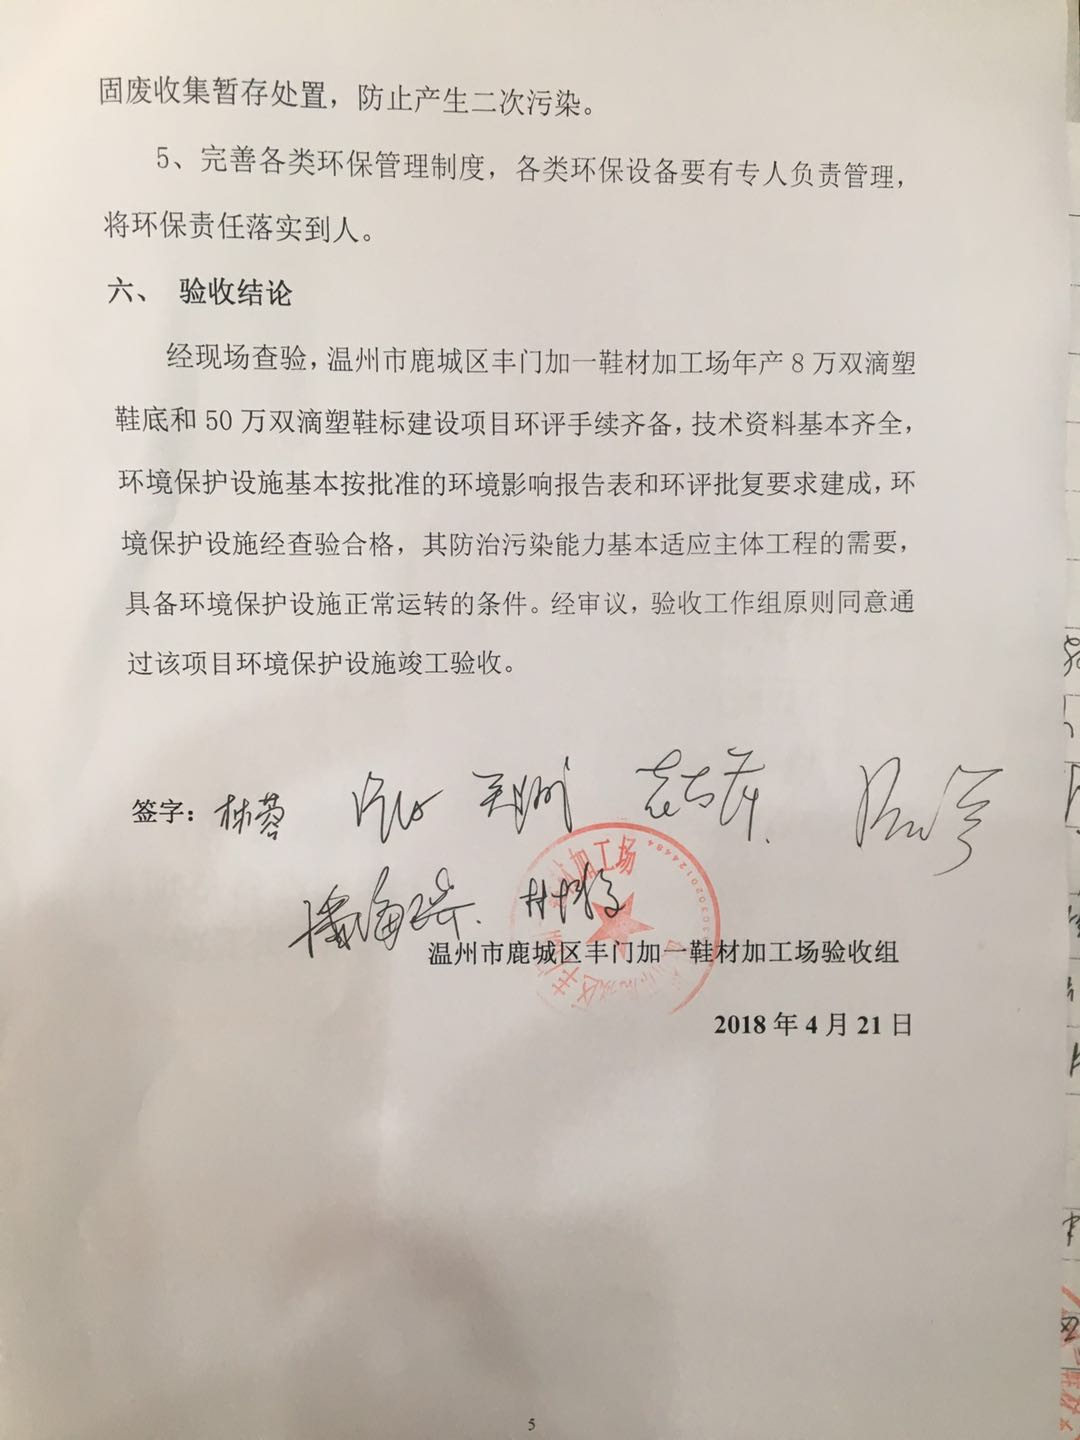 固废收集暂存处置，防止产生二次污染。
5、完善各类环保管理制度，各类环保设备要有专人负责管理，
将环保责任落实到人。
六、 验收结论
经现场查验，温州市鹿城区丰门加一鞋材加工场年产 8 万双滴塑
鞋底和 50 万双滴塑鞋标建设项目环评手续齐备，技术资料基本齐全，
环境保护设施基本按批准的环境影响报告表和环评批复要求建成，环
境保护设施经查验合格，其防治污染能力基本适应主体工程的需要，
具备环境保护设施正常运转的条件。经审议，验收工作组原则同意通
过该项目环境保护设施竣工验收。
签字：林蓉
加工场
温州市鹿城区丰门加一鞋材加工场验收组
2018 年 4 月 21 日
5